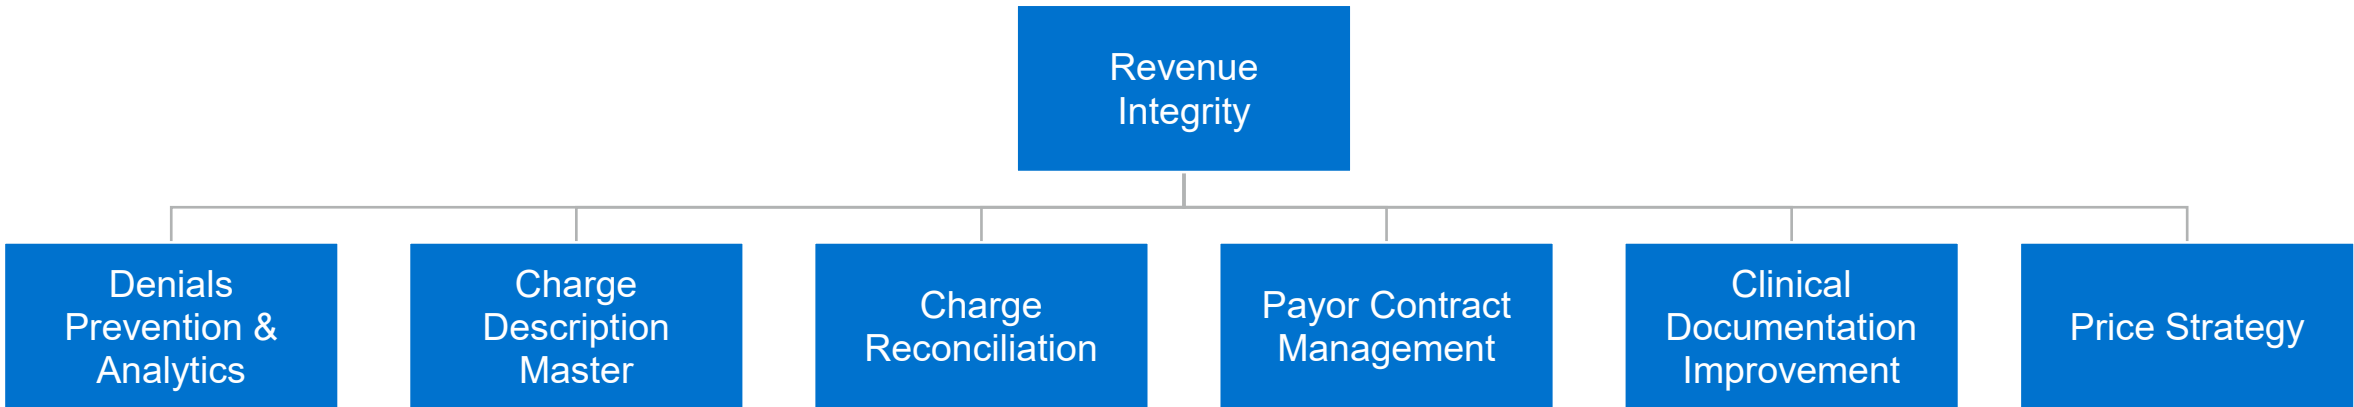 Revenue
Integrity
Denials
Prevention &
Analytics
Charge
Description
Master
Charge
Reconciliation
Payor Contract
Management
Clinical
Documentation
Improvement
Price Strategy